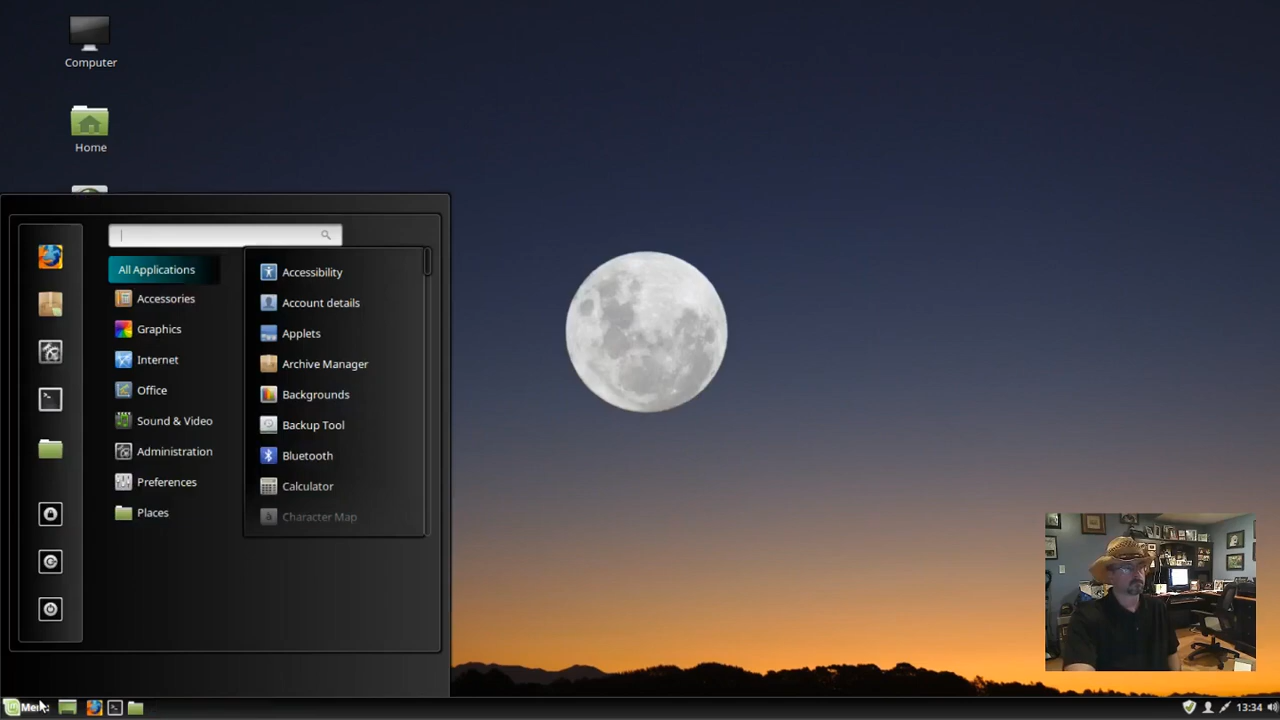 Computer
Home
All Applications
Accessories
Graphics
Internet
Office
Sound & Video
Administration
Preferences
Places
Accessibility
Account details
Applets
Archive Manager
Backgrounds
Backup Tool
Bluetooth
Calculator
Character Map
13:34